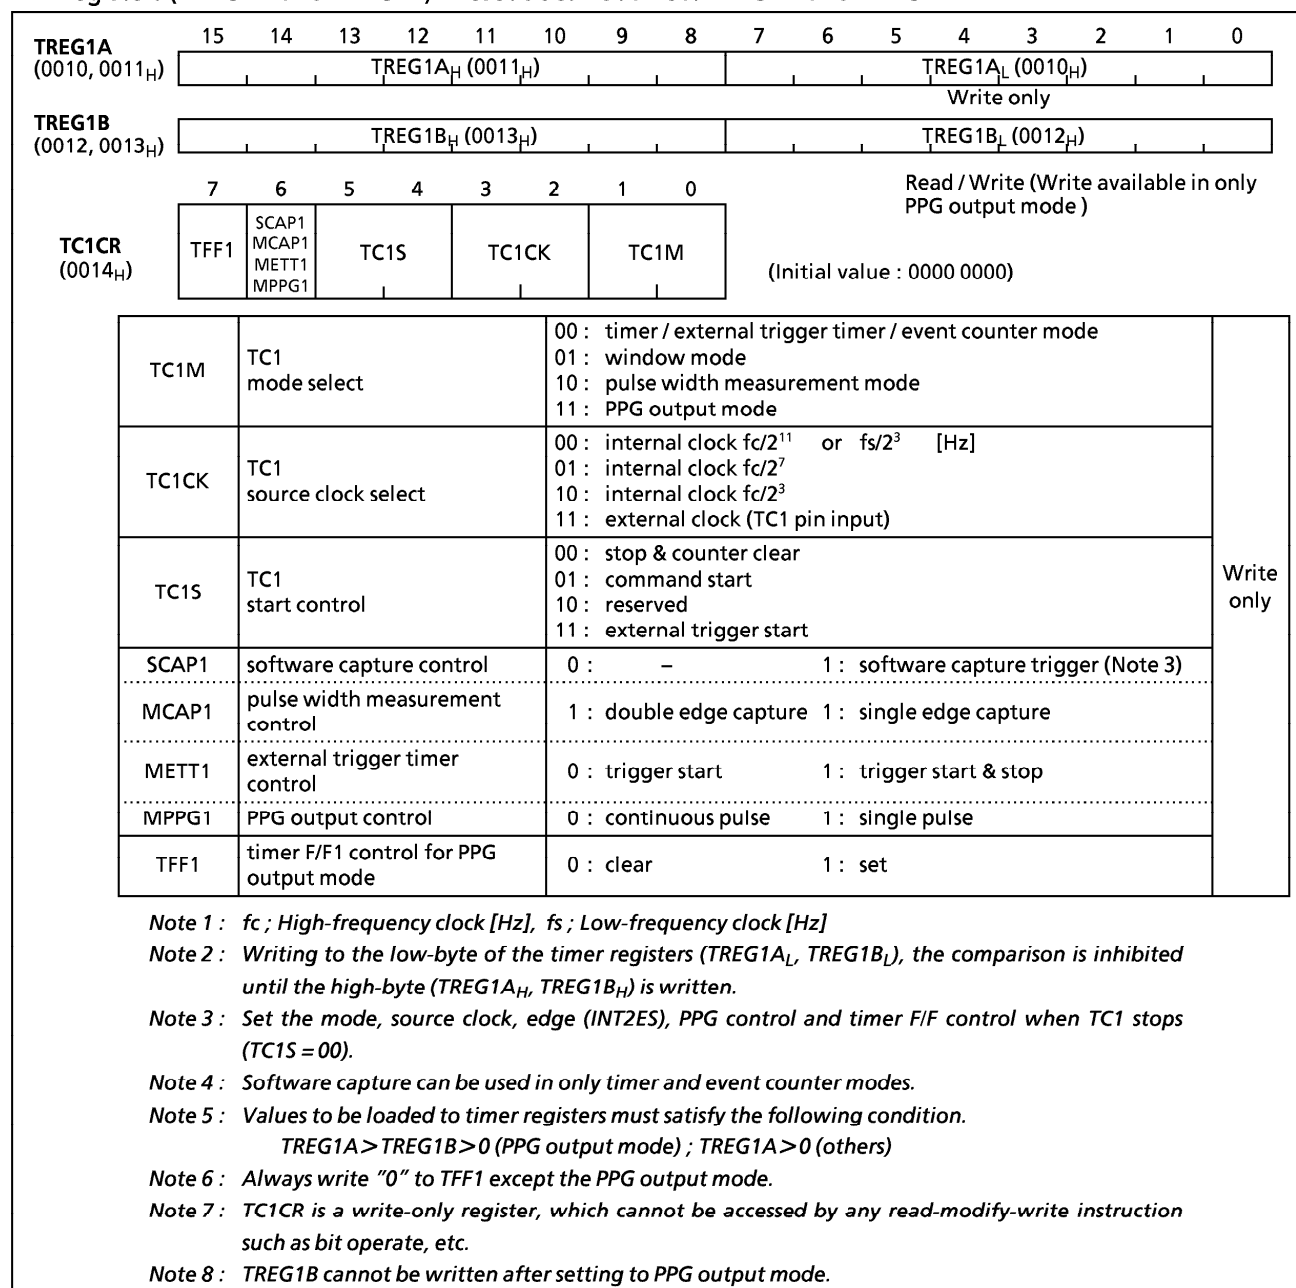 15 14 13 12 11 10 9 8 7 6 5 4 3 2 1 0
TREG1A
(0010, 0011H)
TREG1AH (0011H) TREG1AL (0010H)
Write only
TREG1B
(0012, 0013H)
TREG1BH (0013H) TREG1BL (0012H)
Read / Write (Write available in only
PPG output mode )
7 6 5 4 3 2 1 0
TC1CR
(0014H)
TFF1
SCAP1
MCAP1
METT1
MPPG1
TC1S TC1CK TC1M
(Initial value : 0000 0000)
TC1M
TC1
mode select
00 : timer / external trigger timer / event counter mode
01 : window mode
10 : pulse width measurement mode
11 : PPG output mode
TC1CK
TC1
source clock select
00 : internal clock fc/2¹¹ or fs/2³ [Hz]
01 : internal clock fc/2⁷
10 : internal clock fc/2³
11 : external clock (TC1 pin input)
TC1S
TC1
start control
00 : stop & counter clear
01 : command start
10 : reserved
11 : external trigger start
Write
only
SCAP1 software capture control 0 : – 1 : software capture trigger (Note 3)
MCAP1
pulse width measurement
control
1 : double edge capture 1 : single edge capture
METT1
external trigger timer
control
0 : trigger start 1 : trigger start & stop
MPPG1 PPG output control 0 : continuous pulse 1 : single pulse
TFF1
timer F/F1 control for PPG
output mode
0 : clear 1 : set
Note 1 : fc ; High-frequency clock [Hz], fs ; Low-frequency clock [Hz]
Note 2 : Writing to the low-byte of the timer registers (TREG1AL, TREG1BL), the comparison is inhibited
until the high-byte (TREG1AH, TREG1BH) is written.
Note 3 : Set the mode, source clock, edge (INT2ES), PPG control and timer F/F control when TC1 stops
(TC1S = 00).
Note 4 : Software capture can be used in only timer and event counter modes.
Note 5 : Values to be loaded to timer registers must satisfy the following condition.
TREG1A > TREG1B > 0 (PPG output mode) ; TREG1A > 0 (others)
Note 6 : Always write "0" to TFF1 except the PPG output mode.
Note 7 : TC1CR is a write-only register, which cannot be accessed by any read-modify-write instruction
such as bit operate, etc.
Note 8 : TREG1B cannot be written after setting to PPG output mode.